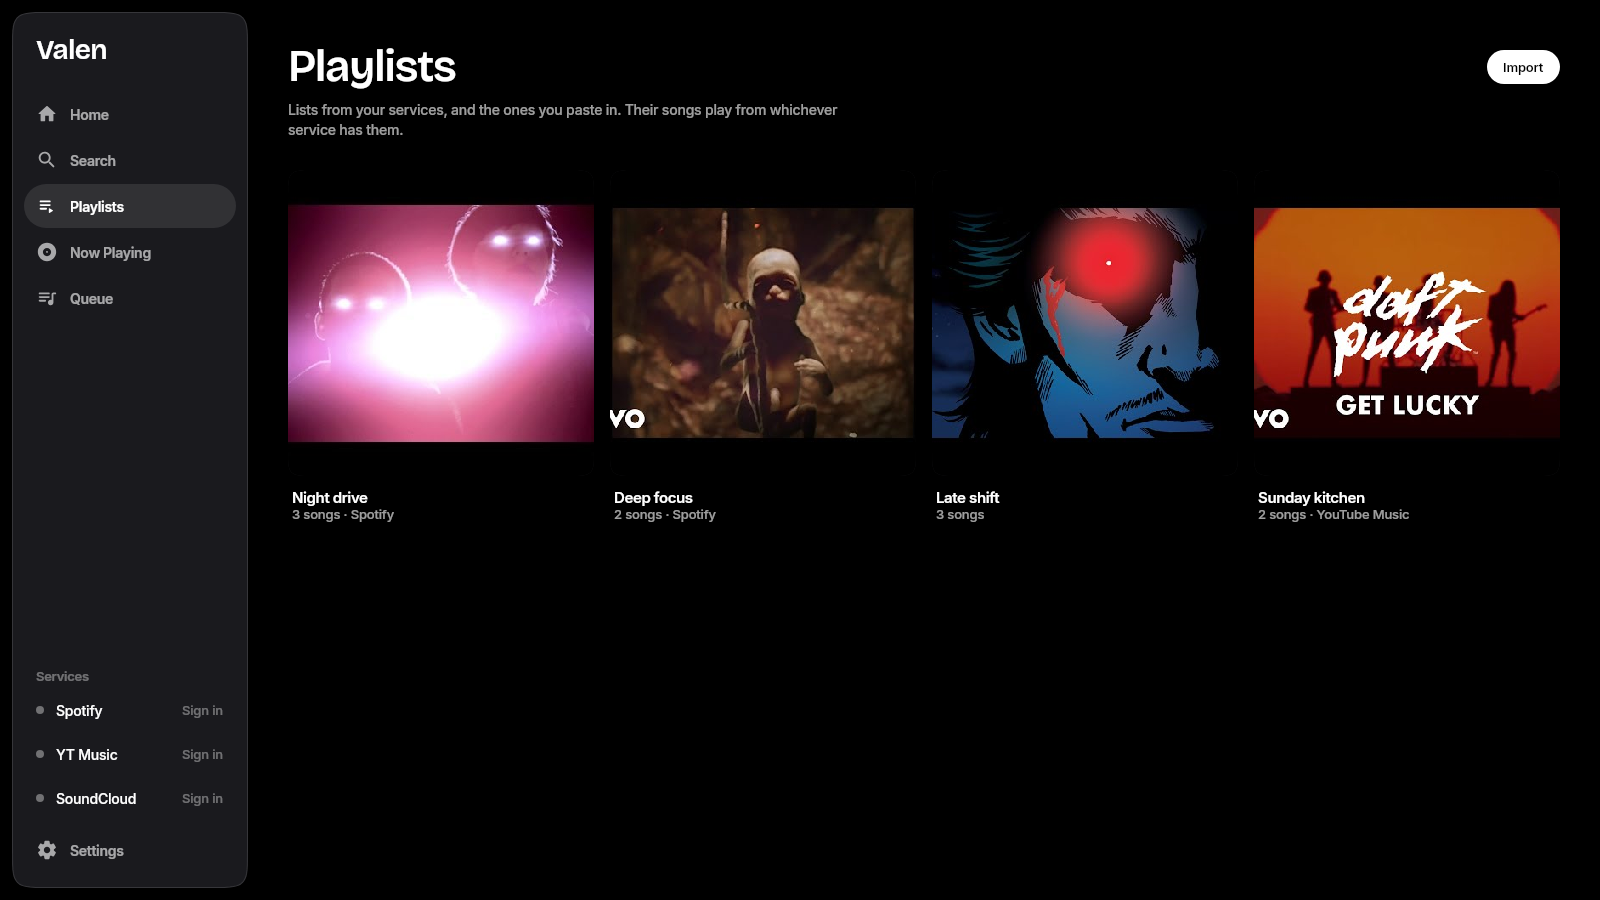 Valen
Home
Search
Playlists
Now Playing
Queue
Services
Spotify Sign in
YT Music Sign in
SoundCloud Sign in
Settings
Playlists
Import
Lists from your services, and the ones you paste in. Their songs play from whichever
service has them.
VO
daft
punk
GET LUCKY
VO
Night drive
3 songs · Spotify
Deep focus
2 songs · Spotify
Late shift
3 songs
Sunday kitchen
2 songs · YouTube Music